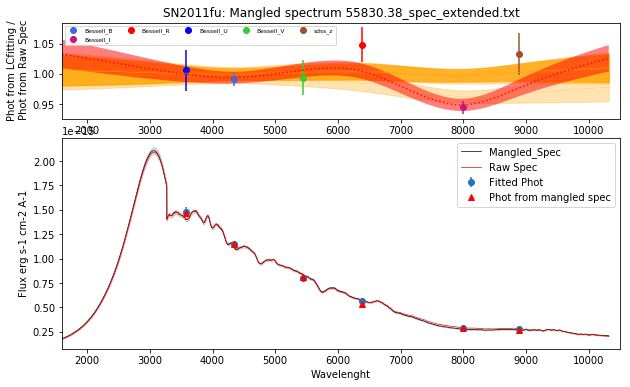 SN2011fu: Mangled spectrum 55830.38_spec_extended.txt
Phot from LCfitting /
Phot from Raw Spec
Bessell_B
Bessell_R
Bessell_U
Bessell_V
sdss_z
Bessell_I
1.05
1.00
0.95
2000 3000 4000 5000 6000 7000 8000 9000 10000
1e−15
Flux erg s-1 cm-2 A-1
2.00
1.75
1.50
1.25
1.00
0.75
0.50
0.25
Mangled_Spec
Raw Spec
Fitted Phot
Phot from mangled spec
2000 3000 4000 5000 6000 7000 8000 9000 10000
Wavelenght